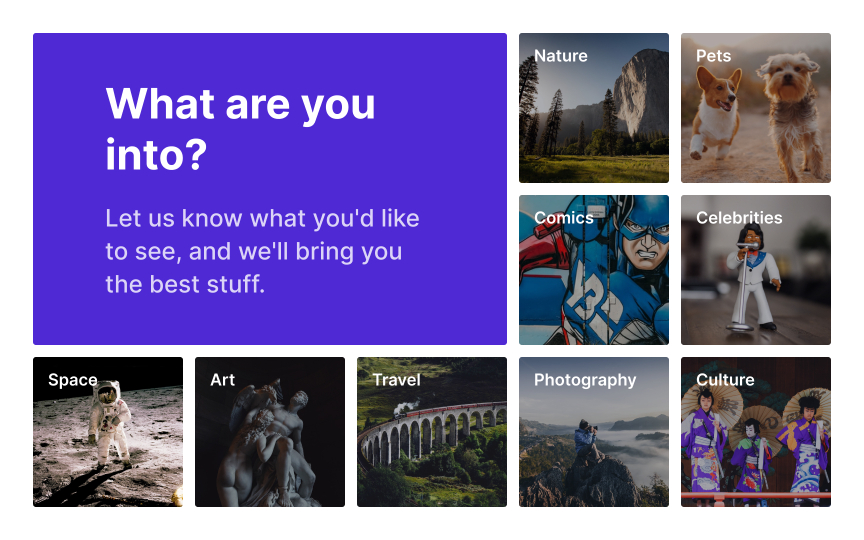 What are you
into?
Let us know what you'd like
to see, and we'll bring you
the best stuff.
Nature
Pets
Comics
Celebrities
Space
Art
Travel
Photography
Culture